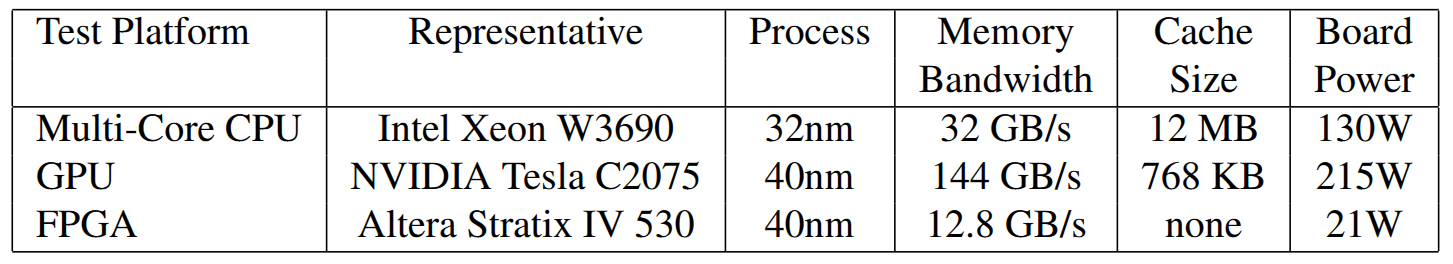 Test Platform Representative Process Memory Cache Board
Bandwidth Size Power
Multi-Core CPU Intel Xeon W3690 32nm 32 GB/s 12 MB 130W
GPU NVIDIA Tesla C2075 40nm 144 GB/s 768 KB 215W
FPGA Altera Stratix IV 530 40nm 12.8 GB/s none 21W